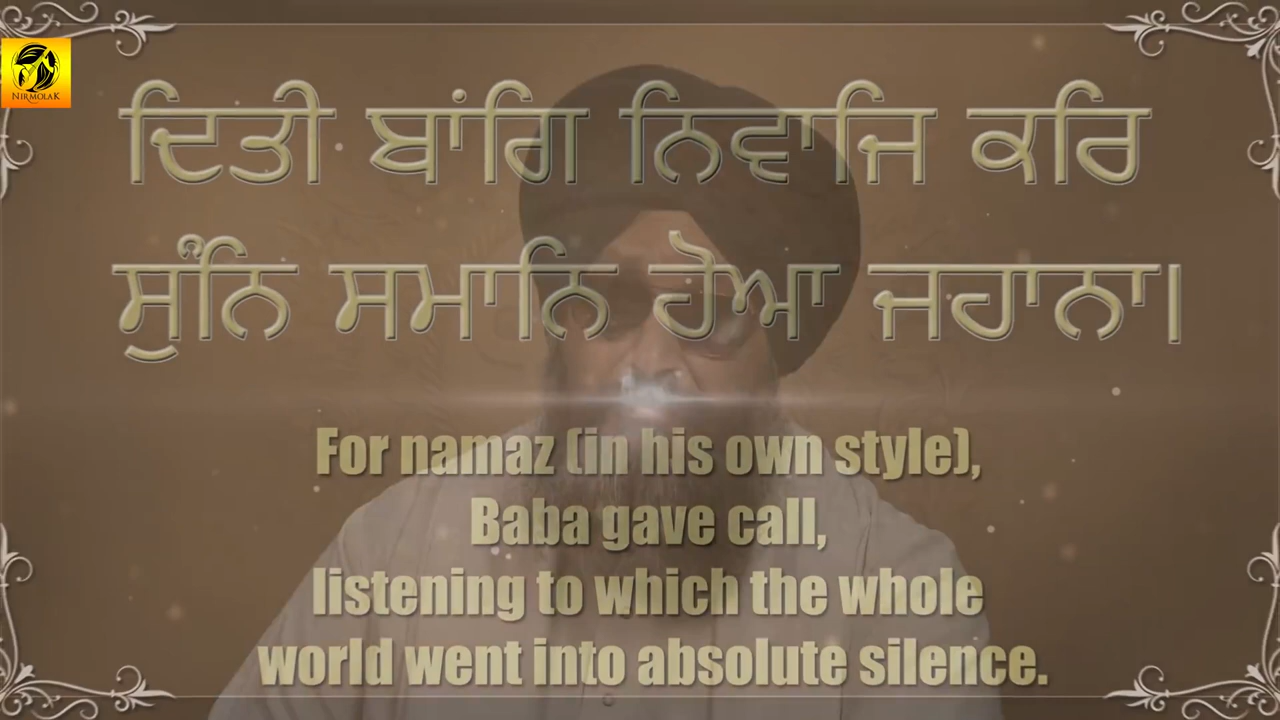 NIRMOLAK
ਦਿਤੀ ਬਾਂਗਿ ਨਿਵਾਜਿ ਕਰਿ
ਸੁੰਨਿ ਸਮਾਨਿ ਹੋਆ ਜਹਾਨਾ।
For namaz (in his own style),
Baba gave call,
listening to which the whole
world went into absolute silence.